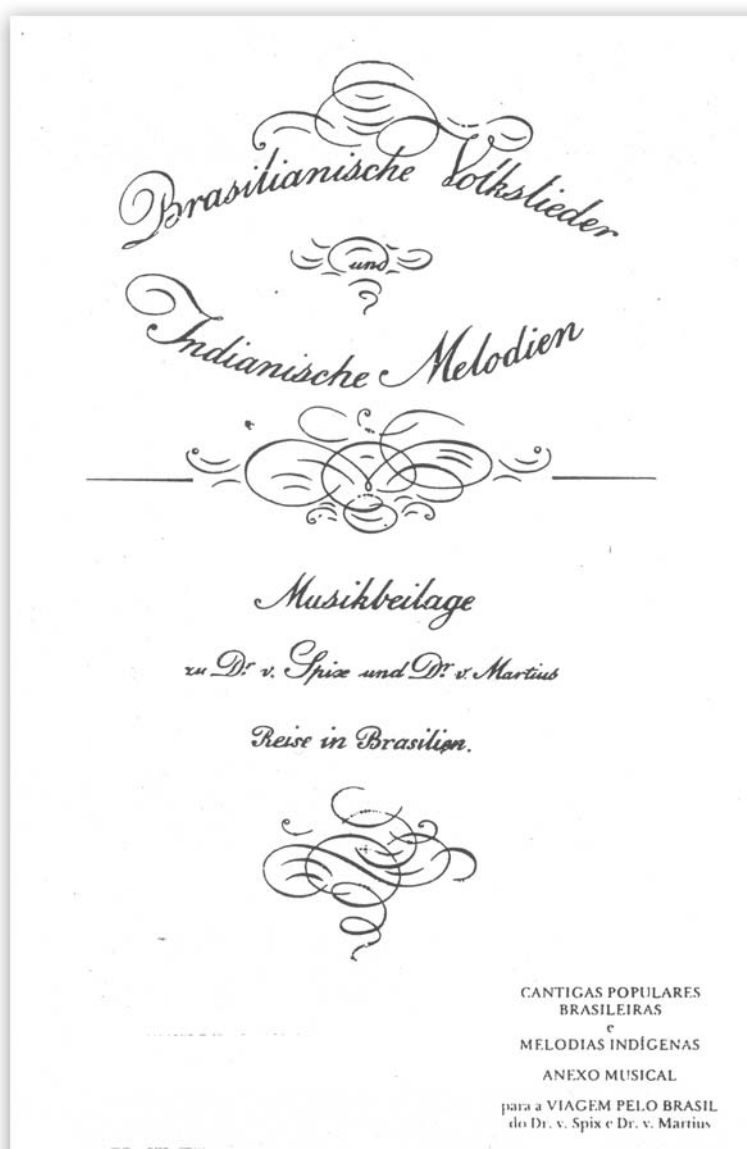 Brasilianische Volkslieder
und
Indianische Melodien
Musikbeilage
zu Dr. v. Spix und Dr. v. Martius
Reise in Brasilien.
CANTIGAS POPULARES
BRASILEIRAS
e
MELODIAS INDÍGENAS
ANEXO MUSICAL
para a VIAGEM PELO BRASIL
do Dr. v. Spix e Dr. v. Martius